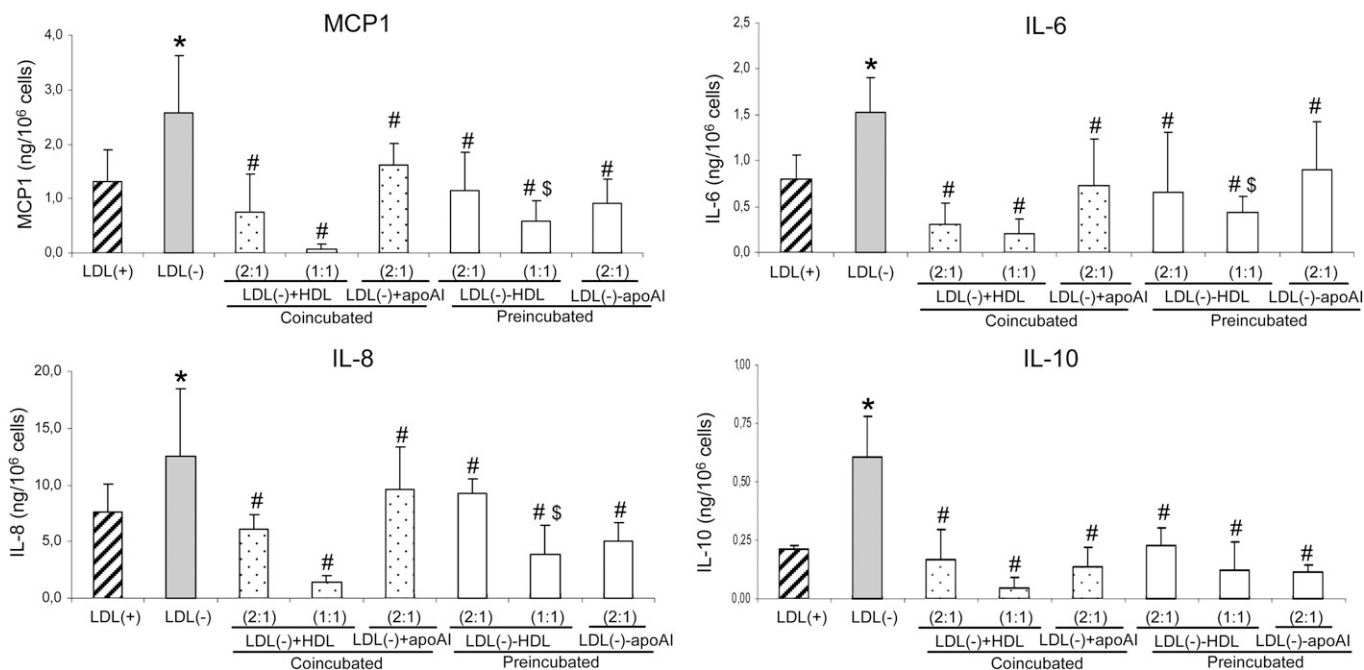 MCP1
MCP1 (ng/10⁶ cells)
4,0
3,0
2,0
1,0
0,0
*
#
#
#
#
# $
#
LDL(+)
LDL(-)
(2:1) (1:1) (2:1) (2:1) (1:1) (2:1)
LDL(-)+HDL LDL(-)+apoAI LDL(-)-HDL LDL(-)-apoAI
Coincubated Preincubated
IL-6
IL-6 (ng/10⁶ cells)
2,5
2,0
1,5
1,0
0,5
0,0
*
#
#
#
#
# $
#
LDL(+)
LDL(-)
(2:1) (1:1) (2:1) (2:1) (1:1) (2:1)
LDL(-)+HDL LDL(-)+apoAI LDL(-)-HDL LDL(-)-apoAI
Coincubated Preincubated
IL-8
IL-8 (ng/10⁶ cells)
20,0
15,0
10,0
5,0
0,0
*
#
#
#
#
# $
#
LDL(+)
LDL(-)
(2:1) (1:1) (2:1) (2:1) (1:1) (2:1)
LDL(-)+HDL LDL(-)+apoAI LDL(-)-HDL LDL(-)-apoAI
Coincubated Preincubated
IL-10
IL-10 (ng/10⁶ cells)
1,00
0,75
0,50
0,25
0,00
*
#
#
#
#
#
#
LDL(+)
LDL(-)
(2:1) (1:1) (2:1) (2:1) (1:1) (2:1)
LDL(-)+HDL LDL(-)+apoAI LDL(-)-HDL LDL(-)-apoAI
Coincubated Preincubated